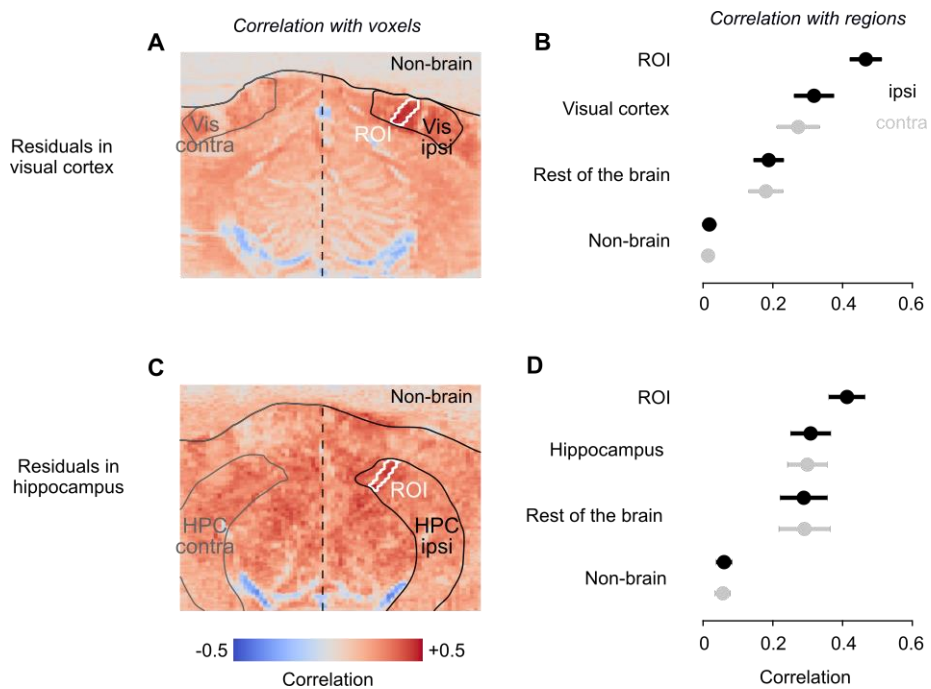 Correlation with voxels
Correlation with regions
A
Non-brain
Vis
contra
ROI
Vis
ipsi
Residuals in
visual cortex
B
ROI
ipsi
Visual cortex
contra
Rest of the brain
Non-brain
0
0.2
0.4
0.6
C
Non-brain
ROI
HPC
contra
HPC
ipsi
Residuals in
hippocampus
-0.5
+0.5
Correlation
D
ROI
Hippocampus
Rest of the brain
Non-brain
0
0.2
0.4
0.6
Correlation